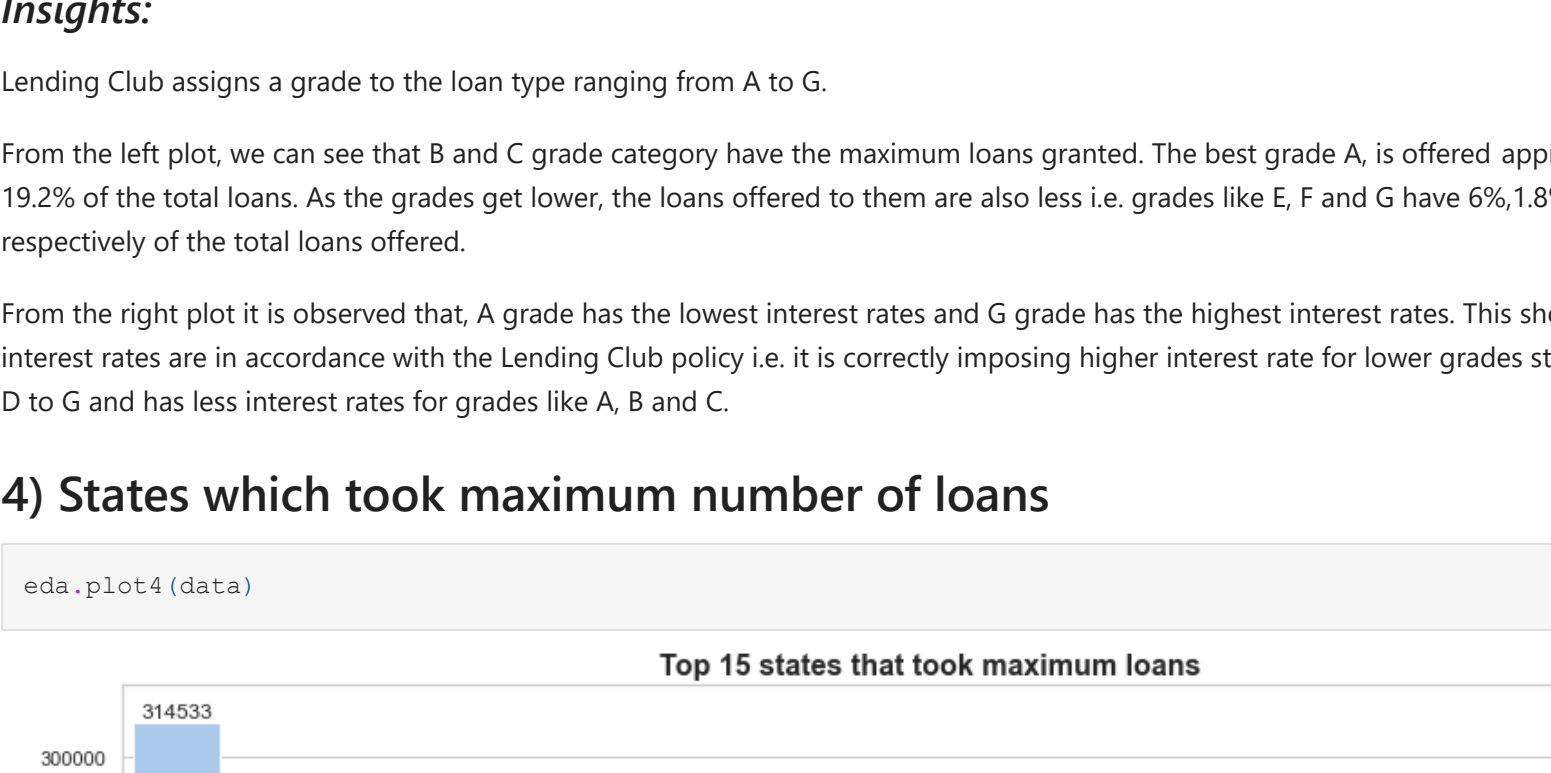 Insights:
Lending Club assigns a grade to the loan type ranging from A to G.
From the left plot, we can see that B and C grade category have the maximum loans granted. The best grade A, is offered
19.2% of the total loans. As the grades get lower, the loans offered to them are also less i.e. grades like E, F and G have 6%,1.8%
respectively of the total loans offered.
From the right plot it is observed that, A grade has the lowest interest rates and G grade has the highest interest rates. This
interest rates are in accordance with the Lending Club policy i.e. it is correctly imposing higher interest rate for lower grades
D to G and has less interest rates for grades like A, B and C.
4) States which took maximum number of loans
eda.plot4(data)
Top 15 states that took maximum loans
314533
300000